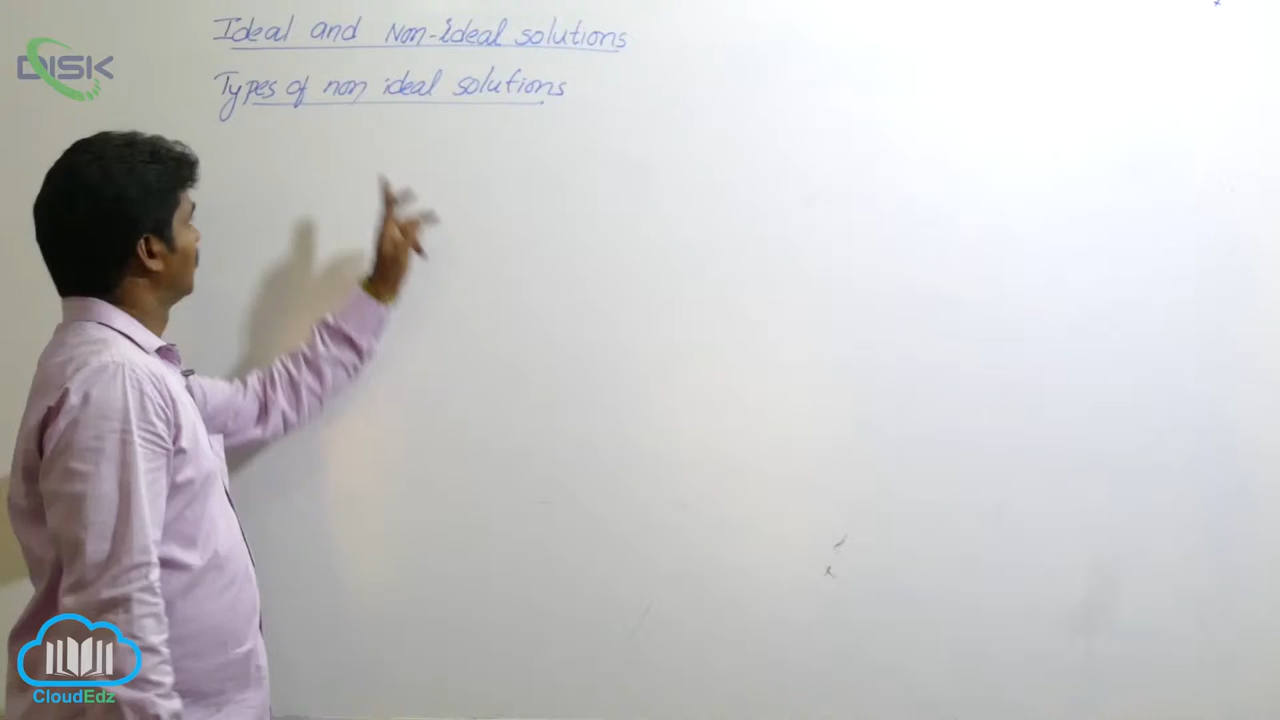 Ideal and Non-ideal solutions
DISK
Types of non ideal solutions
CloudEdz